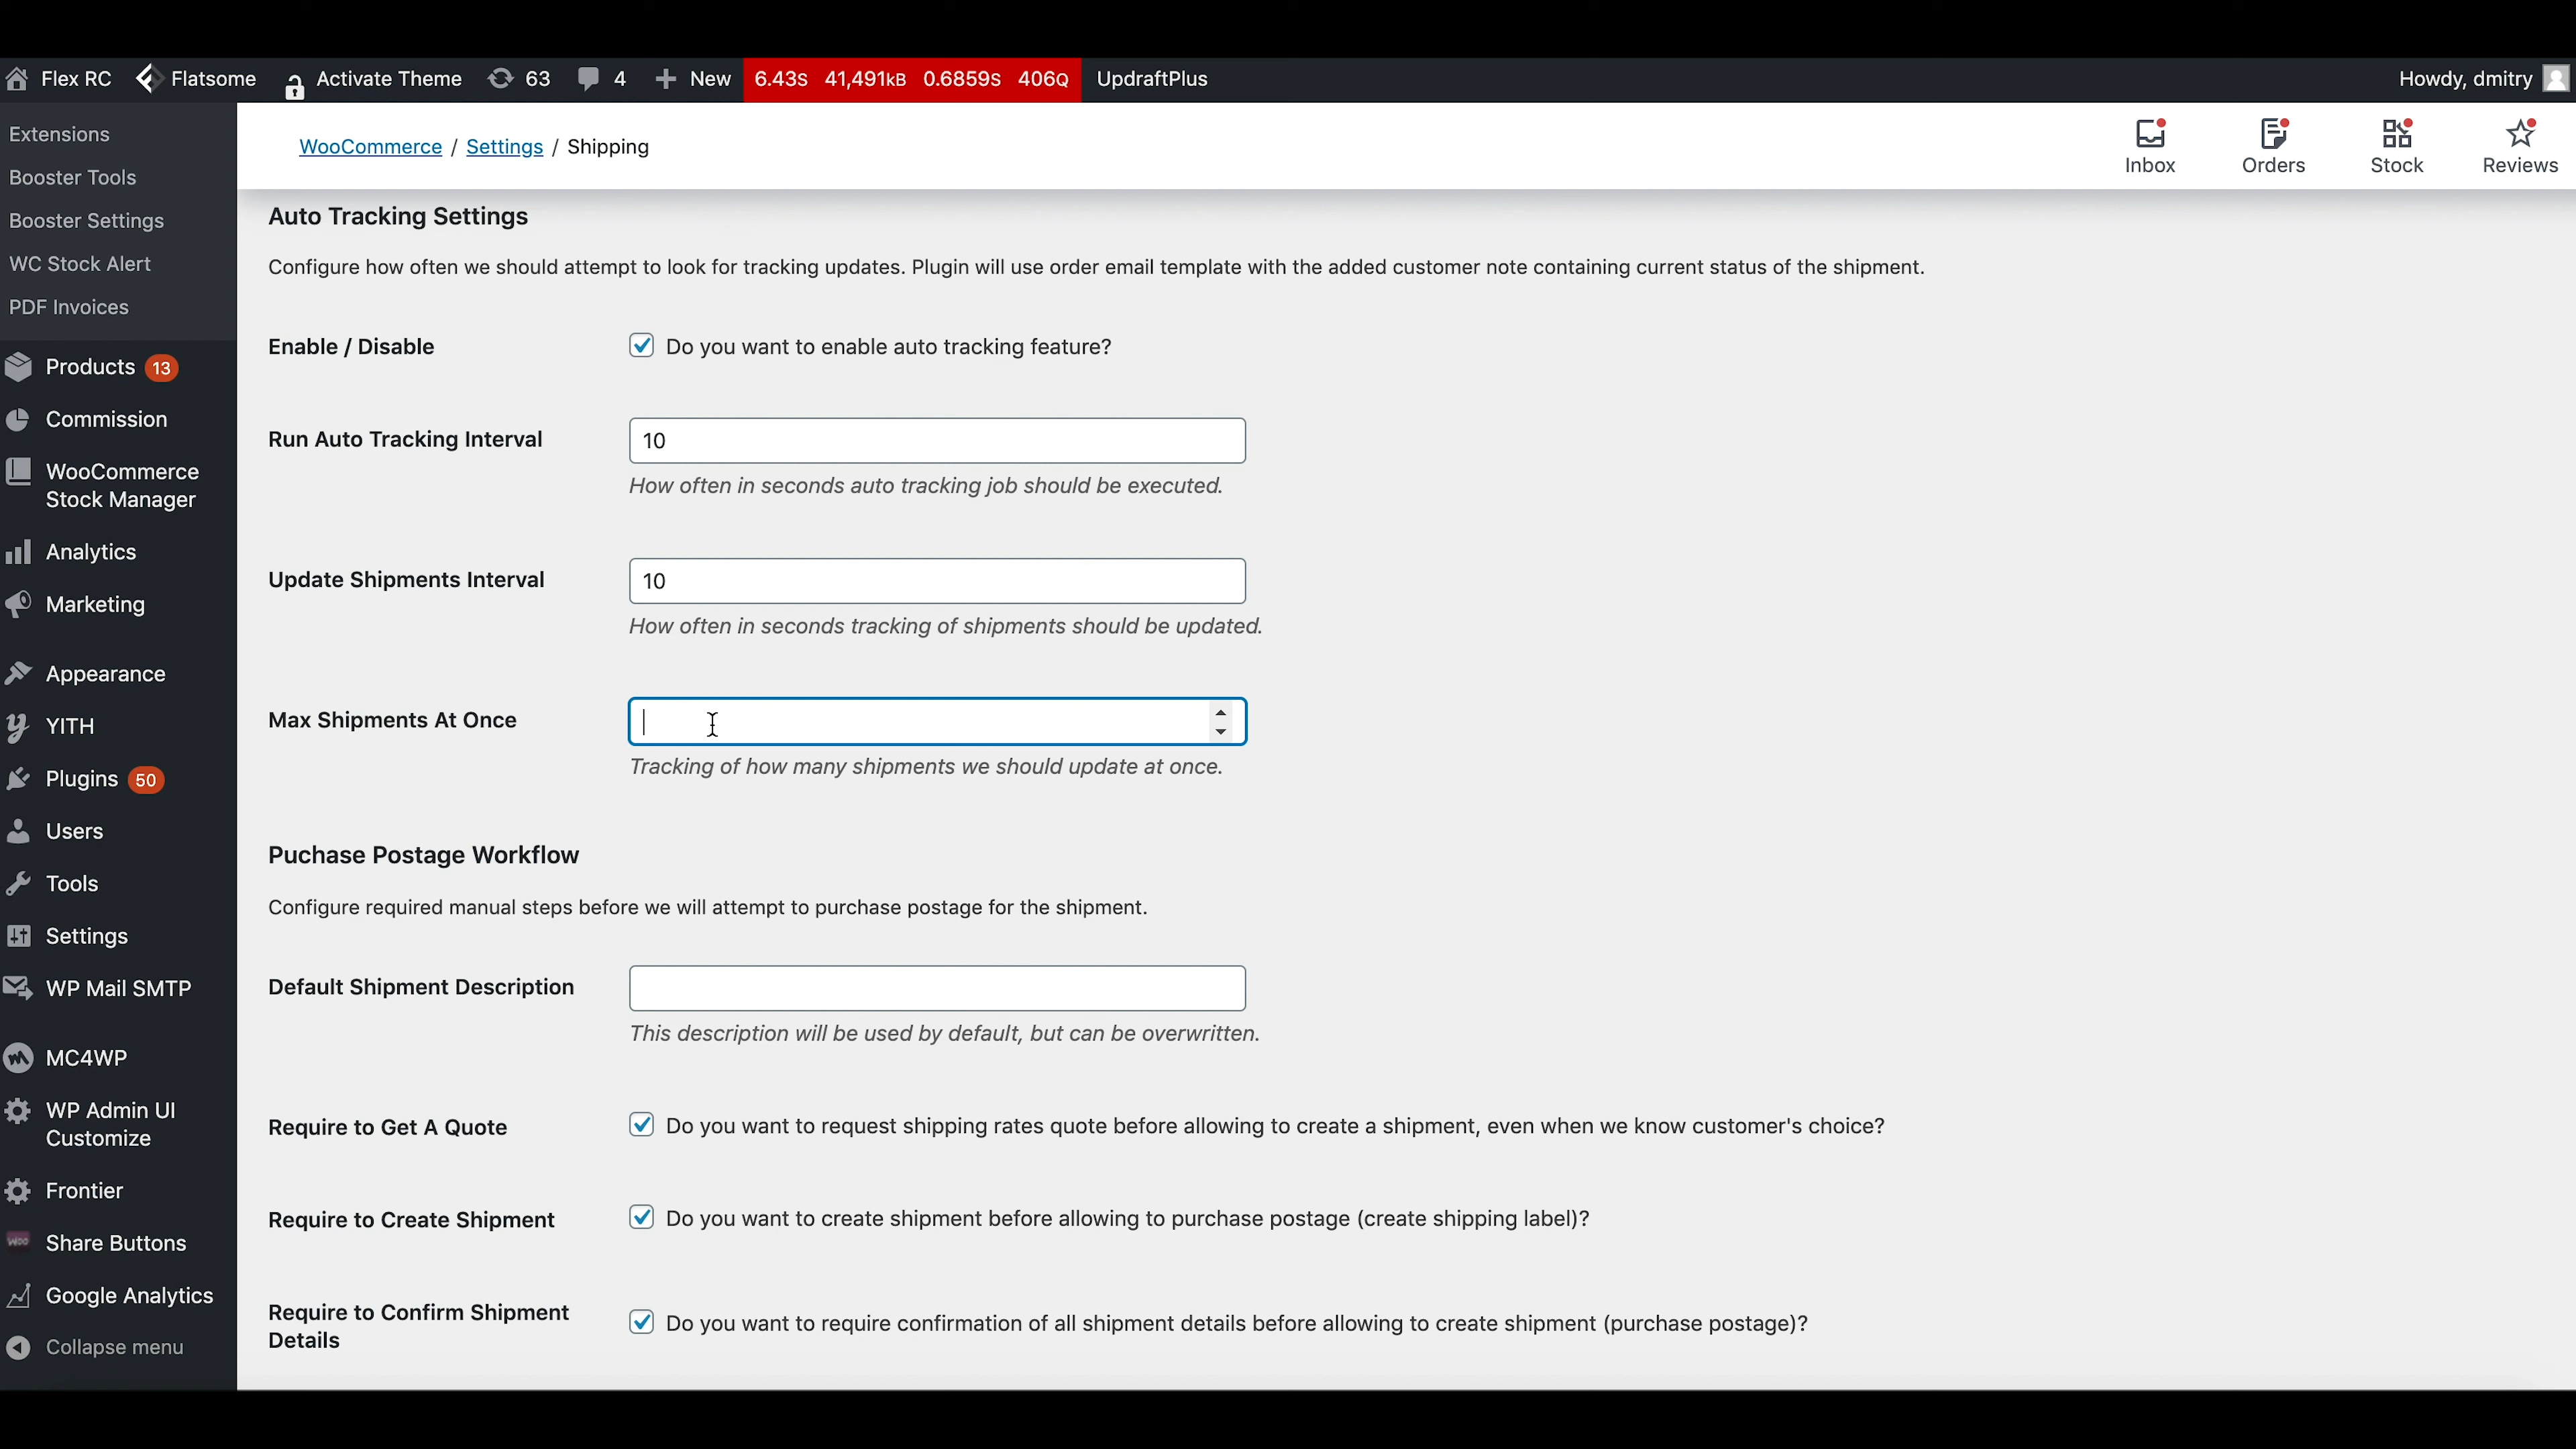 Flex RC Flatsome Activate Theme 63 4 New 6.43S 41,491KB 0.6859S 406Q UpdraftPlus Howdy, dmitry
Extensions
Booster Tools
Booster Settings
WC Stock Alert
PDF Invoices
Products 13
Commission
WooCommerce
Stock Manager
Analytics
Marketing
Appearance
YITH
Plugins 50
Users
Tools
Settings
WP Mail SMTP
MC4WP
WP Admin UI
Customize
Frontier
Woo Share Buttons
Google Analytics
Collapse menu
WooCommerce / Settings / Shipping
Inbox
Orders
Stock
Reviews
Auto Tracking Settings
Configure how often we should attempt to look for tracking updates. Plugin will use order email template with the added customer note containing current status of the shipment.
Enable / Disable
Do you want to enable auto tracking feature?
Run Auto Tracking Interval
10
How often in seconds auto tracking job should be executed.
Update Shipments Interval
10
How often in seconds tracking of shipments should be updated.
Max Shipments At Once
Tracking of how many shipments we should update at once.
Puchase Postage Workflow
Configure required manual steps before we will attempt to purchase postage for the shipment.
Default Shipment Description
This description will be used by default, but can be overwritten.
Require to Get A Quote
Do you want to request shipping rates quote before allowing to create a shipment, even when we know customer's choice?
Require to Create Shipment
Do you want to create shipment before allowing to purchase postage (create shipping label)?
Require to Confirm Shipment
Details
Do you want to require confirmation of all shipment details before allowing to create shipment (purchase postage)?